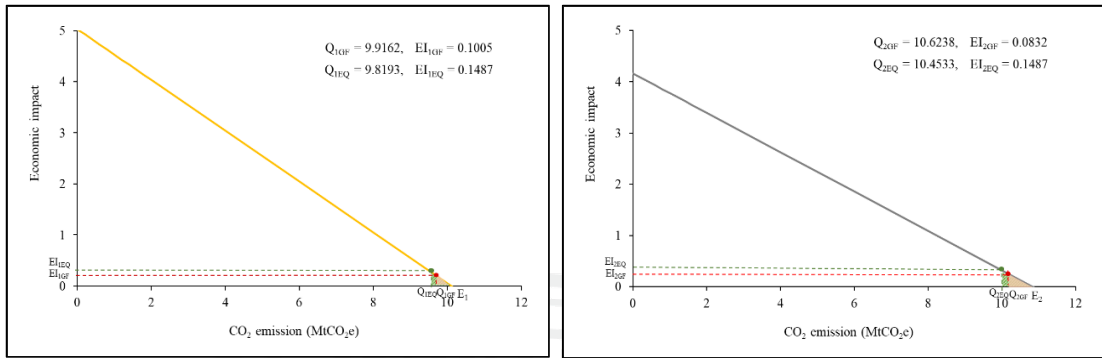 5
4
3
2
1
0
Economic impact
Q₁GF = 9.9162, EI₁GF = 0.1005
Q₁EQ = 9.8193, EI₁EQ = 0.1487
EI₁EQ
EI₁GF
Q₁EQ Q₁GF E₁
0 2 4 6 8 10 12
CO₂ emission (MtCO₂e)
5
4
3
2
1
0
Economic impact
Q₂GF = 10.6238, EI₂GF = 0.0832
Q₂EQ = 10.4533, EI₂EQ = 0.1487
EI₂EQ
EI₂GF
Q₂EQ Q₂GF E₂
0 2 4 6 8 10 12
CO₂ emission (MtCO₂e)